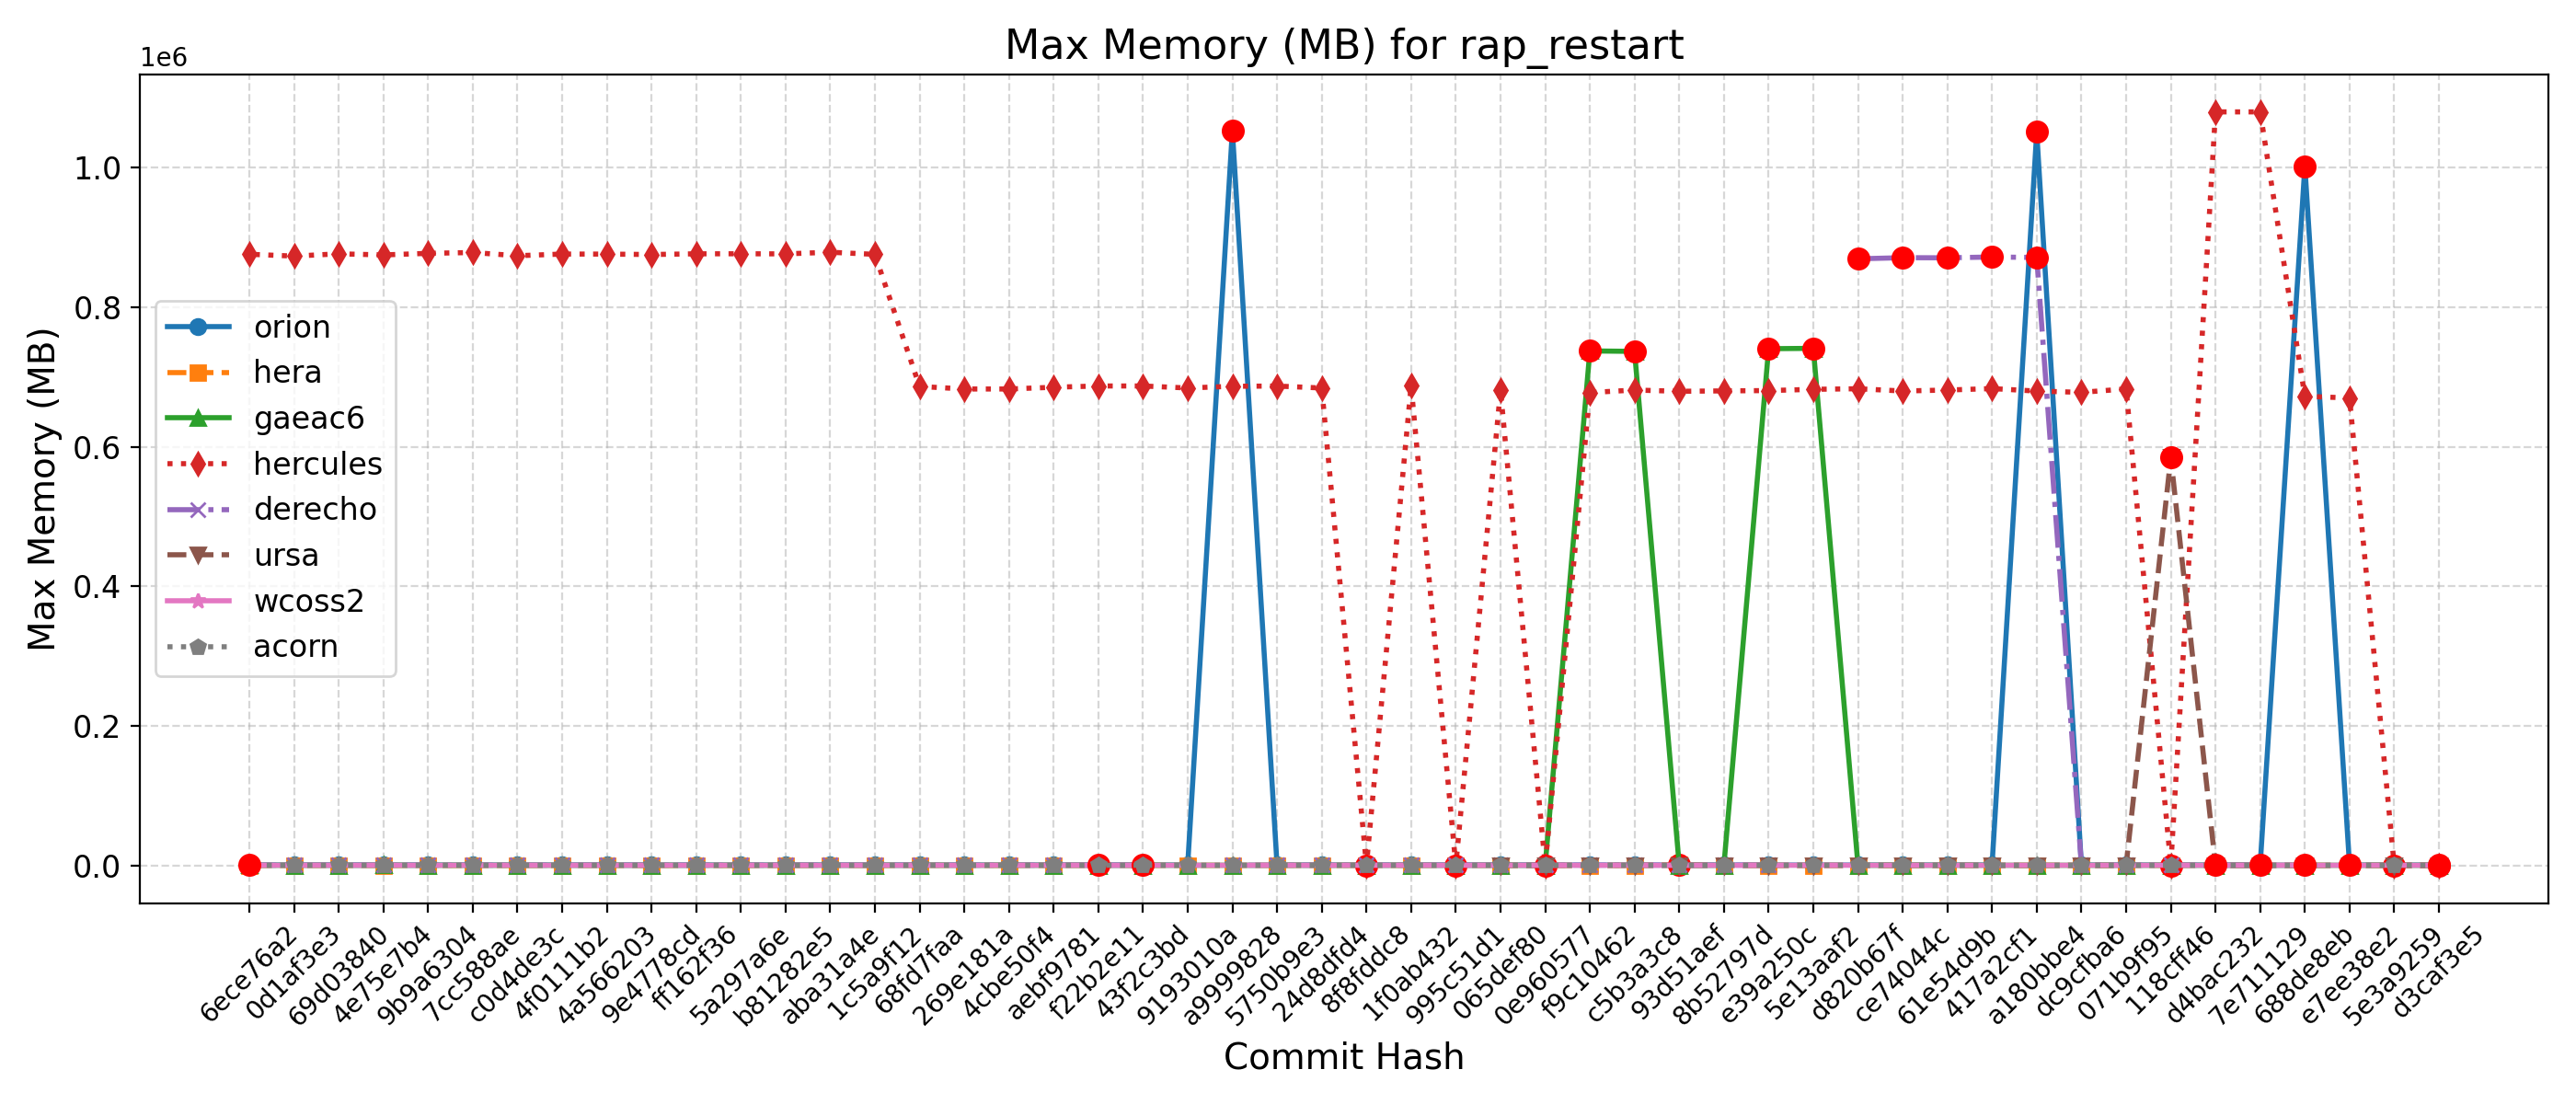 Max Memory (MB) for rap_restart
1e6
1.0
0.8
0.6
0.4
0.2
0.0
Max Memory (MB)
orion
hera
gaeac6
hercules
derecho
ursa
wcoss2
acorn
6ece76a2
0d1af3e3
69d03840
4e75e7b4
9b9a6304
7cc588ae
c0d4de3c
4f0111b2
4a566203
9e4778cd
ff162f36
5a297a6e
b81282e5
aba31a4e
1c5a9f12
68fd7faa
269e181a
4cbe50f4
aebf9781
f22b2e11
43f2c3bd
9193010a
a9999828
5750b9e3
24d8dfd4
8f8fddc8
1f0ab432
995c51d1
065def80
0e960577
f9c10462
c5b3a3c8
93d51aef
8b52797d
e39a250c
5e13aaf2
d820b67f
ce74044c
61e54d9b
417a2cf1
a180bbe4
dc9cfba6
071b9f95
118cff46
d4bac232
7e711129
688de8eb
e7ee38e2
5e3a9259
d3caf3e5
Commit Hash